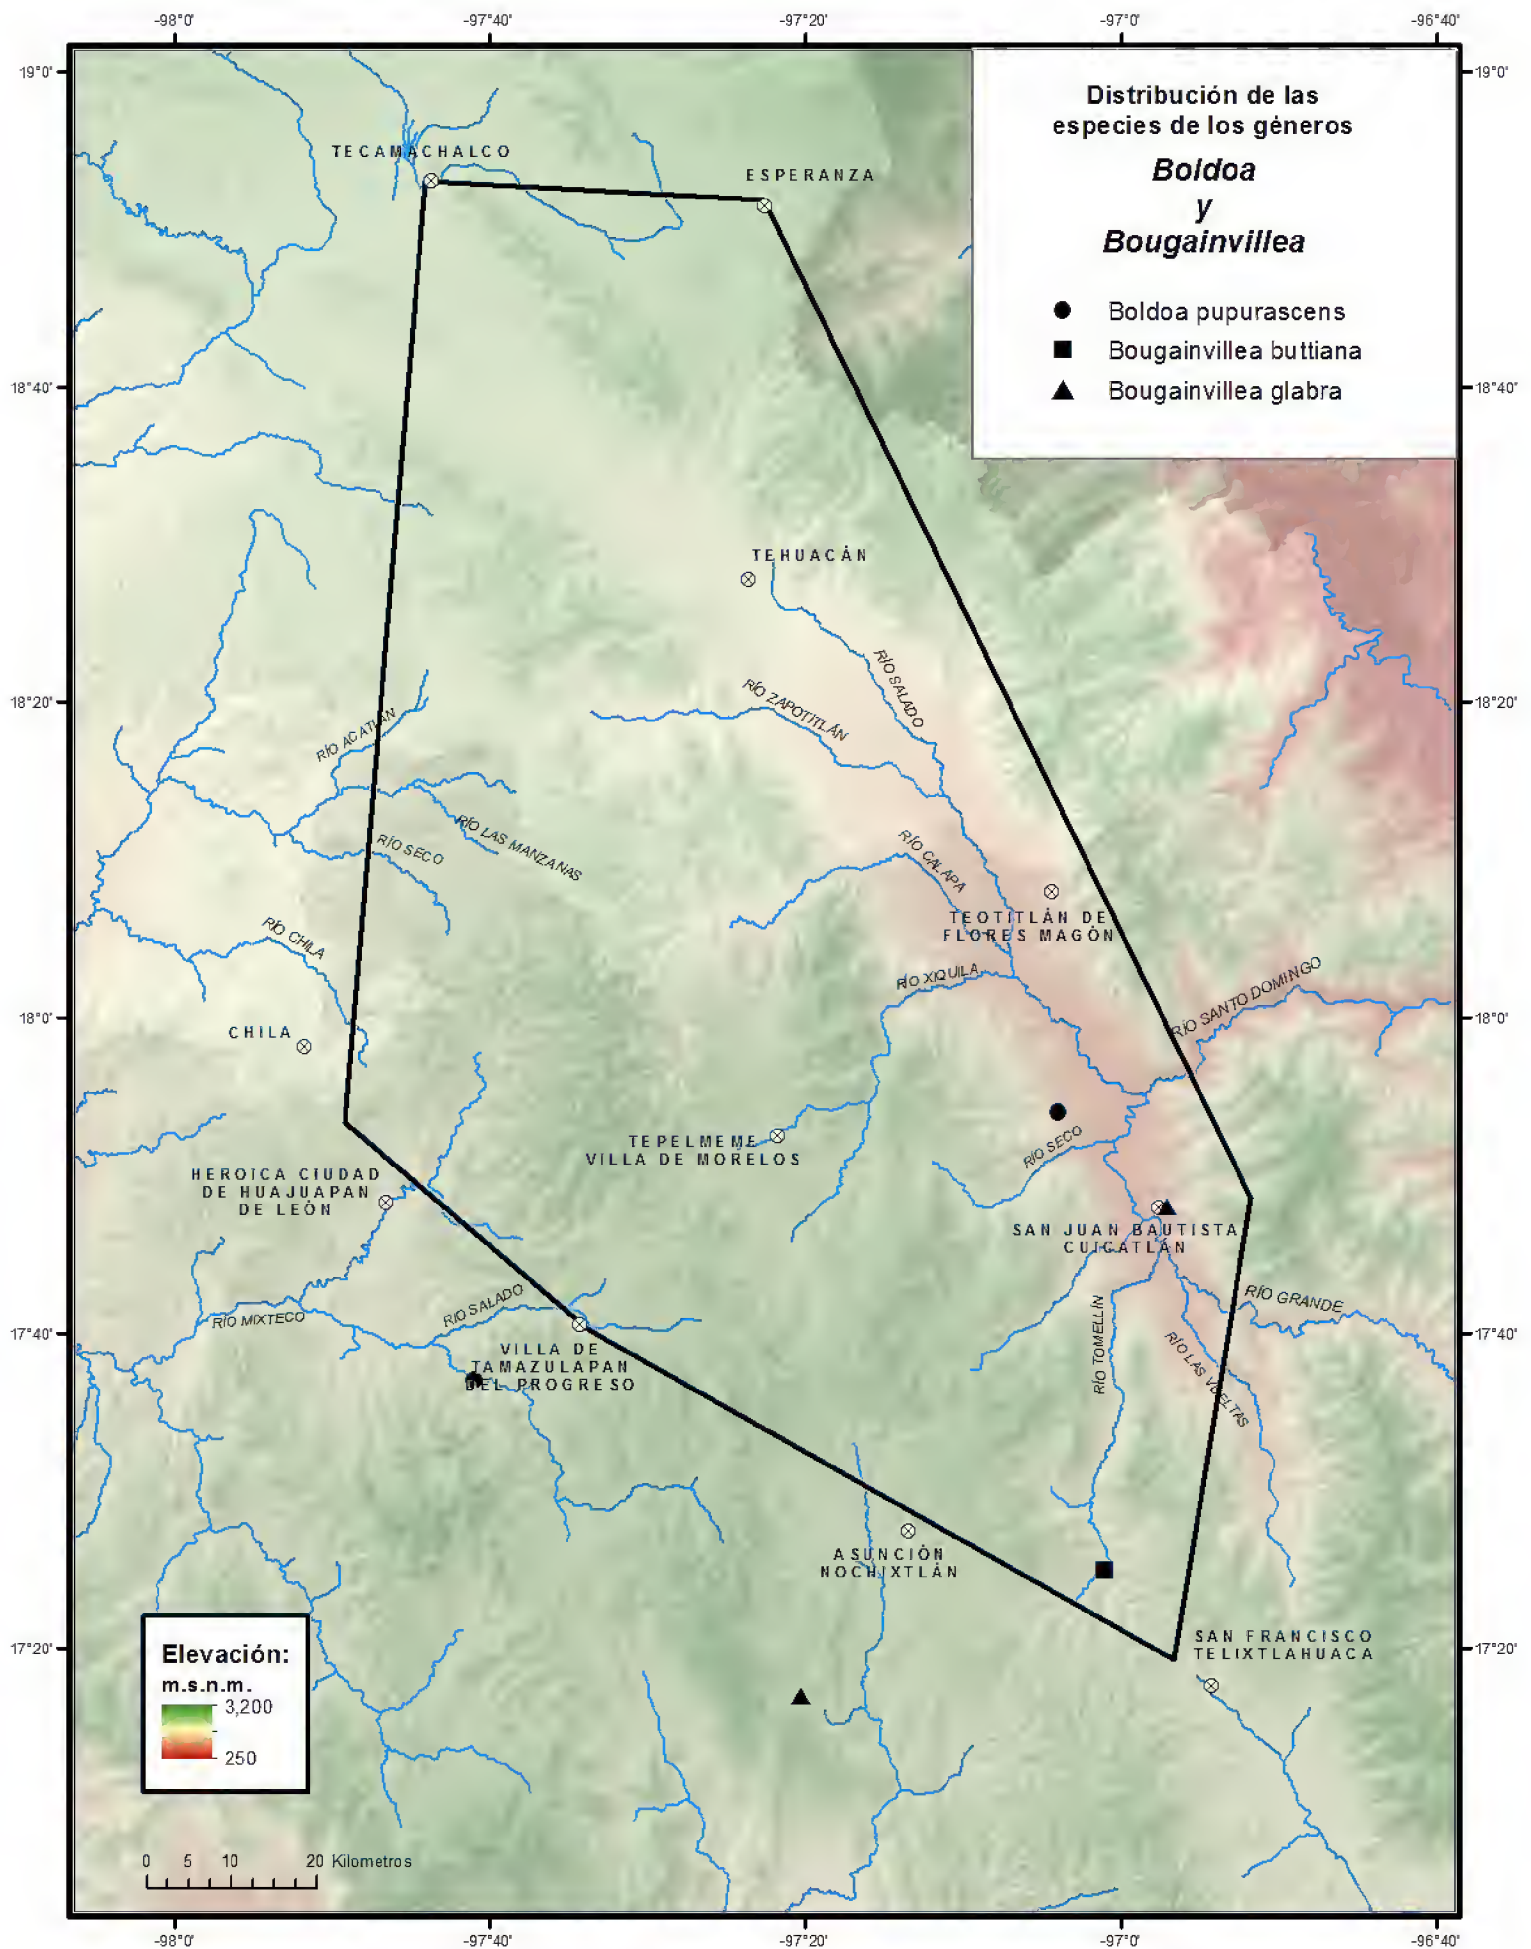 -98°0'
-97°40'
-97°20'
-97°0'
-96°40'
19°0'
19°0'
Distribución de las
especies de los géneros
Boldoa
y
Bougainvillea
Boldoa pupurascens
Bougainvillea buttiana
Bougainvillea glabra
TECAMACHALCO
ESPERANZA
18°40'
18°40'
TEHUACÁN
RÍO SALADO
RÍO ZAPOTITLÁN
18°20'
18°20'
RÍO ACATLÁN
RÍO LAS MANZANAS
RÍO SECO
RÍO CALAPA
TEOTITLÁN DE
FLORES MAGÓN
RÍO CHILA
RÍO XIQUILA
RÍO SANTO DOMINGO
18°0'
18°0'
CHILA
RÍO SECO
TEPELMEME
VILLA DE MORELOS
HEROICA CIUDAD
DE HUAJUAPAN
DE LEÓN
SAN JUAN BAUTISTA
CUICATLÁN
RÍO SALADO
RÍO MIXTECO
RÍO GRANDE
17°40'
17°40'
RÍO TOMELLÍN
RÍO LAS VUELTAS
VILLA DE
TAMAZULAPAN
DEL PROGRESO
ASUNCIÓN
NOCHIXTLÁN
SAN FRANCISCO
TELIXTLAHUACA
17°20'
17°20'
Elevación:
m.s.n.m.
3,200
250
0 5 10 20 Kilometros
-98°0'
-97°40'
-97°20'
-97°0'
-96°40'